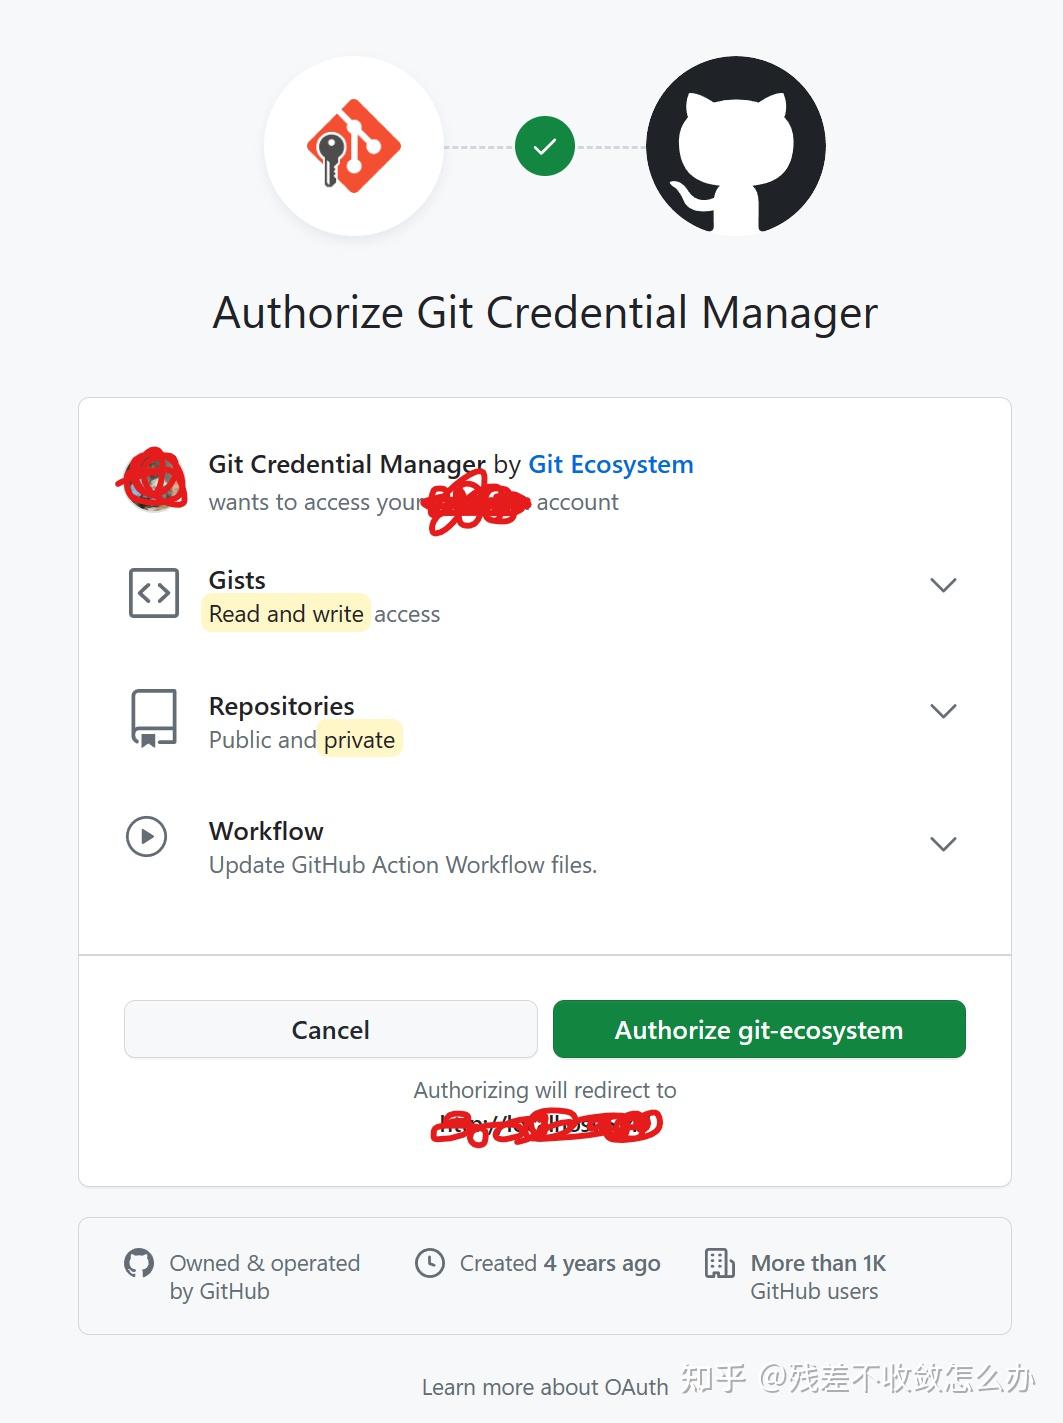 Authorize Git Credential Manager
Git Credential Manager by Git Ecosystem
wants to access your account
Gists
Read and write access
Repositories
Public and private
Workflow
Update GitHub Action Workflow files.
Cancel
Authorize git-ecosystem
Authorizing will redirect to
Owned & operated
by GitHub
Created 4 years ago
More than 1K
GitHub users
Learn more about OAuth
知乎 @残差不收敛怎么办